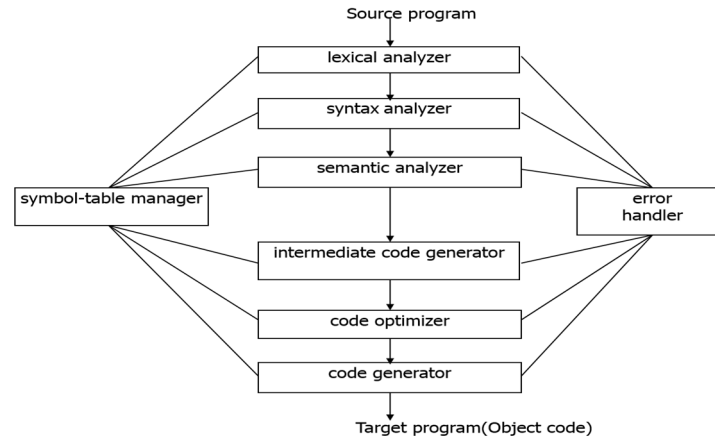 Source program
lexical analyzer
syntax analyzer
semantic analyzer
symbol-table manager
error
handler
intermediate code generator
code optimizer
code generator
Target program(Object code)